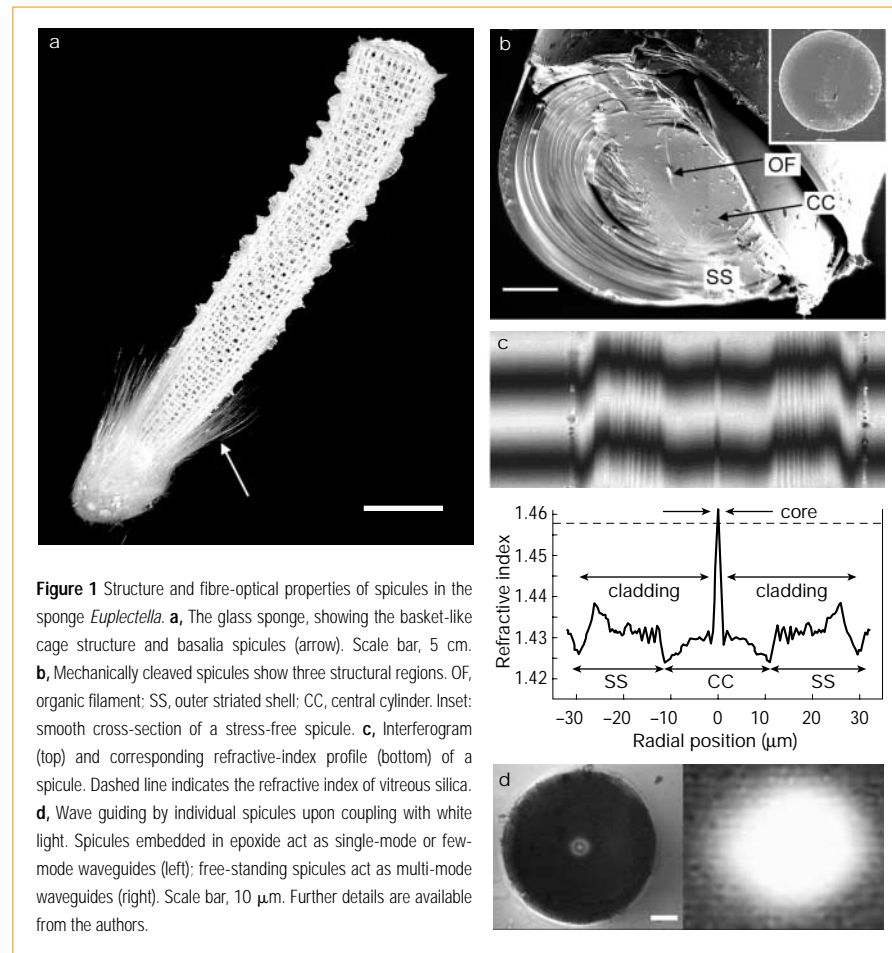 a
b
OF
CC
SS
c
1.46
1.45
1.44
1.43
1.42
Refractive index
core
cladding
cladding
SS
CC
SS
–30
–20
–10
0
10
20
30
Radial position (μm)
d
Figure 1 Structure and fibre-optical properties of spicules in the
sponge Euplectella. a, The glass sponge, showing the basket-like
cage structure and basalia spicules (arrow). Scale bar, 5 cm.
b, Mechanically cleaved spicules show three structural regions. OF,
organic filament; SS, outer striated shell; CC, central cylinder. Inset:
smooth cross-section of a stress-free spicule. c, Interferogram
(top) and corresponding refractive-index profile (bottom) of a
spicule. Dashed line indicates the refractive index of vitreous silica.
d, Wave guiding by individual spicules upon coupling with white
light. Spicules embedded in epoxide act as single-mode or few-
mode waveguides (left); free-standing spicules act as multi-mode
waveguides (right). Scale bar, 10 μm. Further details are available
from the authors.